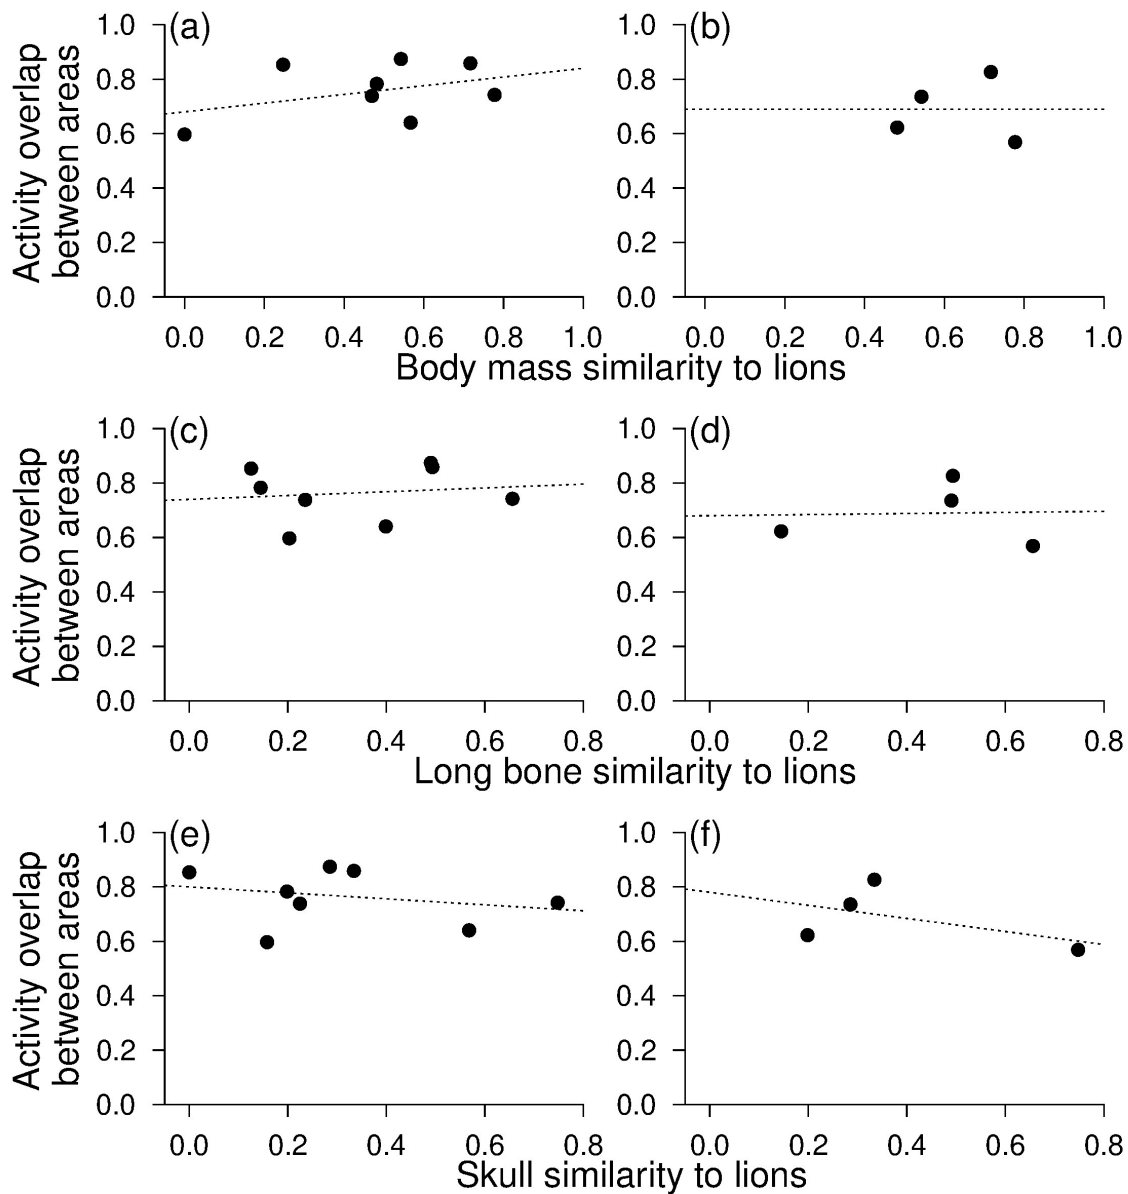 (a)
1.0
0.8
0.6
0.4
0.2
0.0
Activity overlap
between areas
0.0 0.2 0.4 0.6 0.8 1.0
(b)
1.0
0.8
0.6
0.4
0.2
0.0
0.0 0.2 0.4 0.6 0.8 1.0
Body mass similarity to lions
(c)
1.0
0.8
0.6
0.4
0.2
0.0
Activity overlap
between areas
0.0 0.2 0.4 0.6 0.8
(d)
1.0
0.8
0.6
0.4
0.2
0.0
0.0 0.2 0.4 0.6 0.8
Long bone similarity to lions
(e)
1.0
0.8
0.6
0.4
0.2
0.0
Activity overlap
between areas
0.0 0.2 0.4 0.6 0.8
(f)
1.0
0.8
0.6
0.4
0.2
0.0
0.0 0.2 0.4 0.6 0.8
Skull similarity to lions